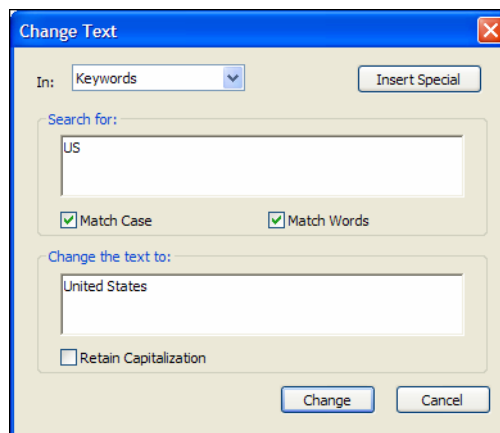 Change Text
In: Keywords Insert Special
Search for:
US
Match Case Match Words
Change the text to:
United States
Retain Capitalization
Change Cancel